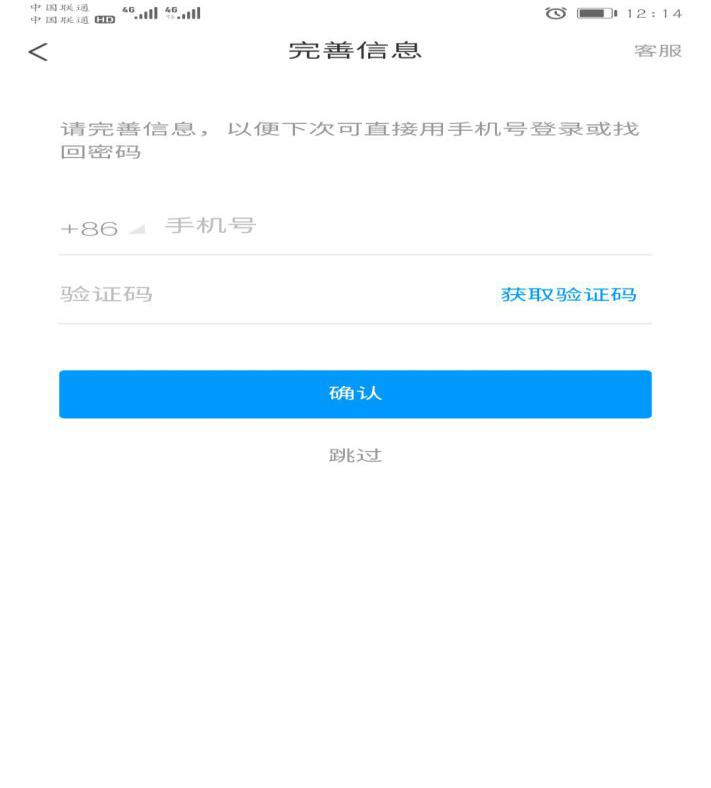 中国联通
中国联通 HD 4G 4G 12:14
< 完善信息 客服
请完善信息，以便下次可直接用手机号登录或找
回密码
+86 手机号
验证码 获取验证码
确认
跳过